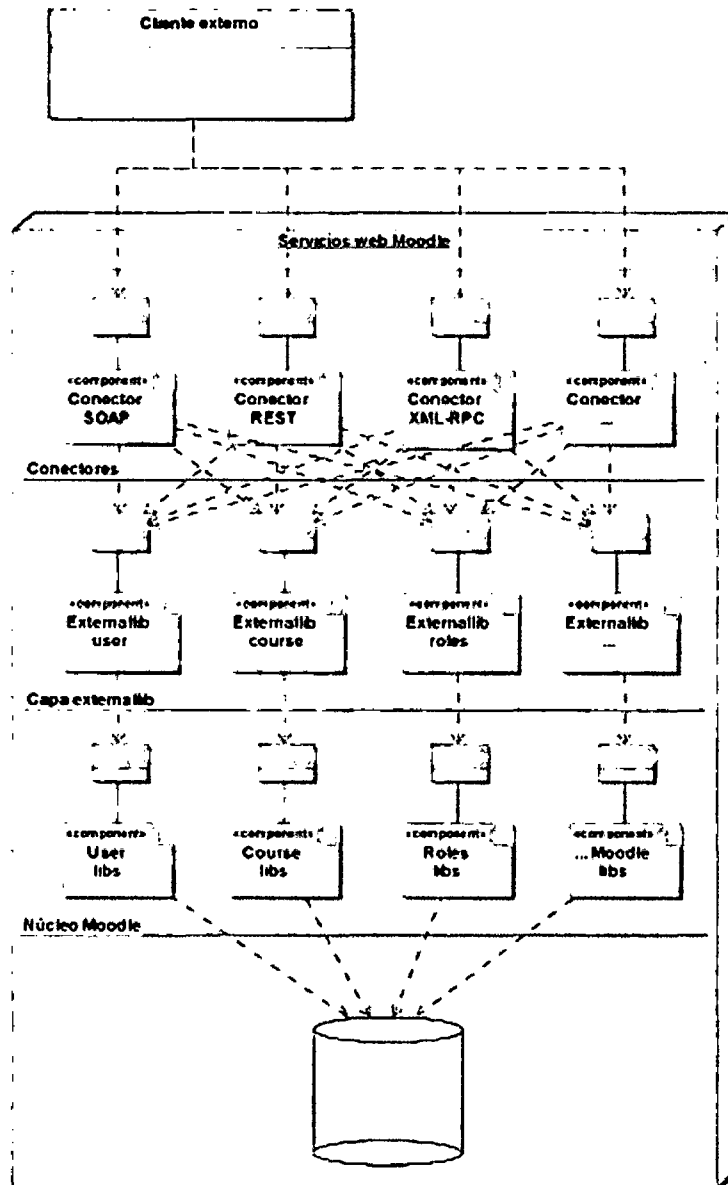 Cliente externo
Servicios web Moodle
«component» «component» «component» «component»
Conector Conector Conector Conector
SOAP REST XML-RPC ...
Conectores
«component» «component» «component» «component»
Externallib Externallib Externallib Externallib
user course roles ...
Capa externallib
«component» «component» «component» «component»
User Course Roles ...Moodle
libs libs libs libs
Núcleo Moodle